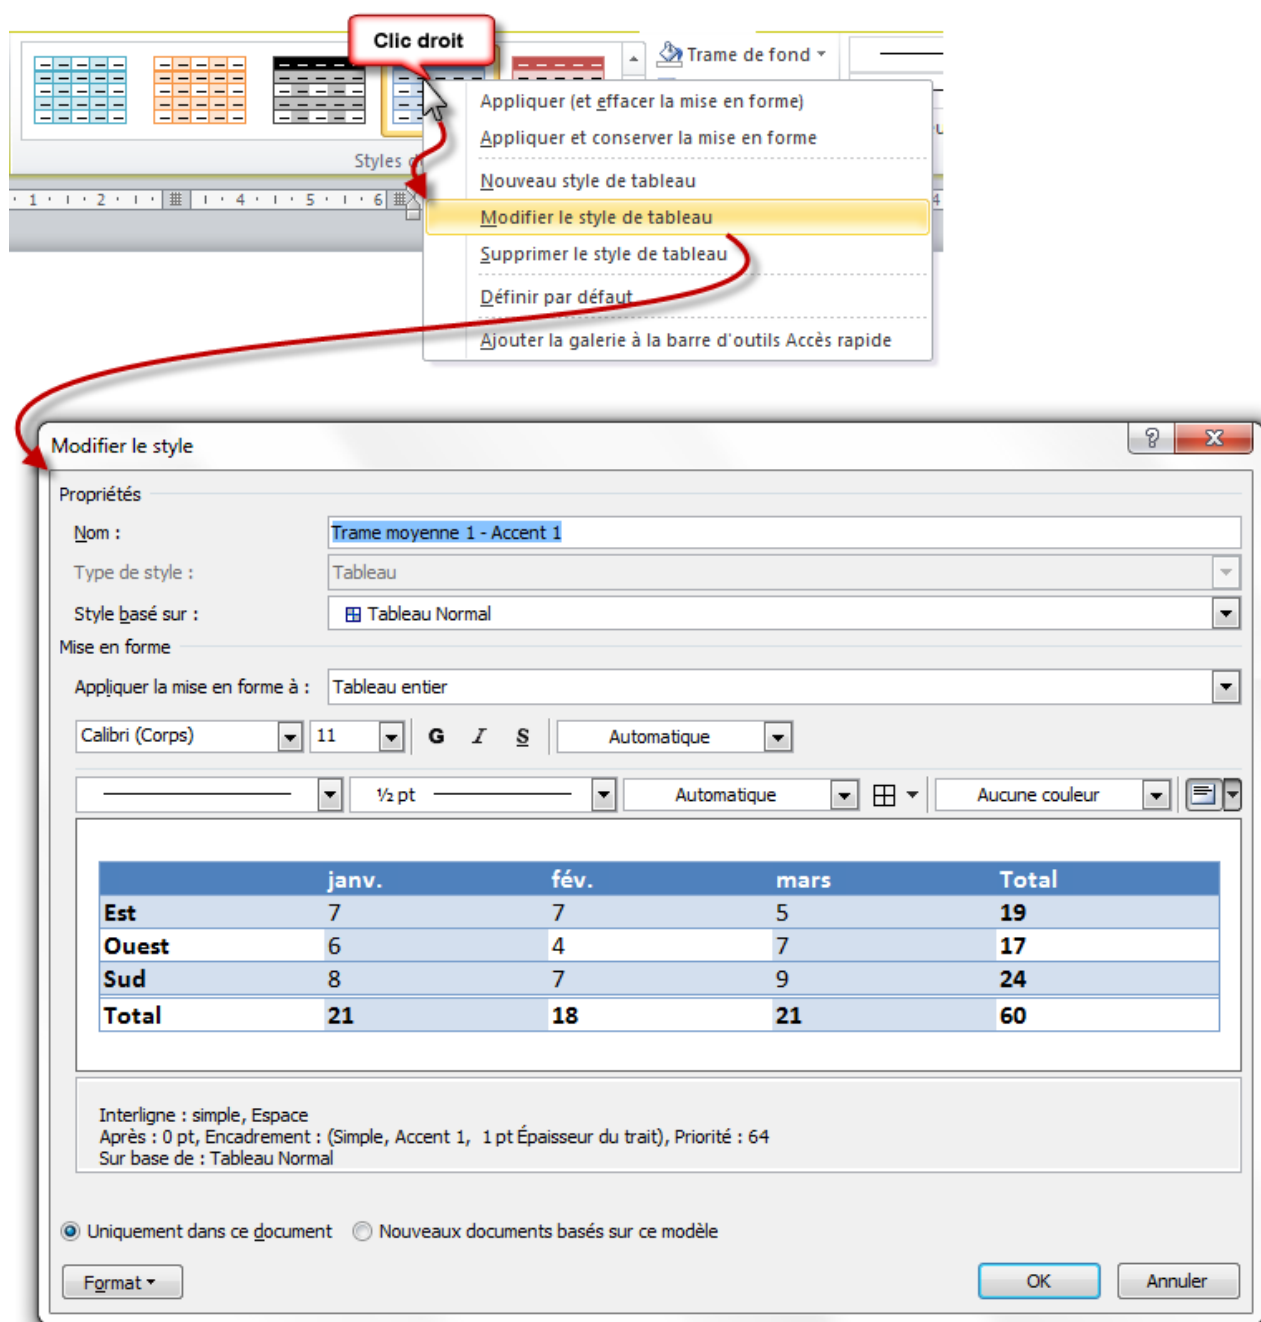 Clic droit
Trame de fond
Appliquer (et effacer la mise en forme)
Appliquer et conserver la mise en forme
Styles d
Nouveau style de tableau
1 2 4 5 6 4
Modifier le style de tableau
Supprimer le style de tableau
Définir par défaut
Ajouter la galerie à la barre d'outils Accès rapide
Modifier le style
Propriétés
Nom : Trame moyenne 1 - Accent 1
Type de style : Tableau
Style basé sur : Tableau Normal
Mise en forme
Appliquer la mise en forme à : Tableau entier
Calibri (Corps) 11 G I S Automatique
½ pt Automatique Aucune couleur
janv. fév. mars Total
Est 7 7 5 19
Ouest 6 4 7 17
Sud 8 7 9 24
Total 21 18 21 60
Interligne : simple, Espace
Après : 0 pt, Encadrement : (Simple, Accent 1, 1 pt Épaisseur du trait), Priorité : 64
Sur base de : Tableau Normal
Uniquement dans ce document Nouveaux documents basés sur ce modèle
Format OK Annuler